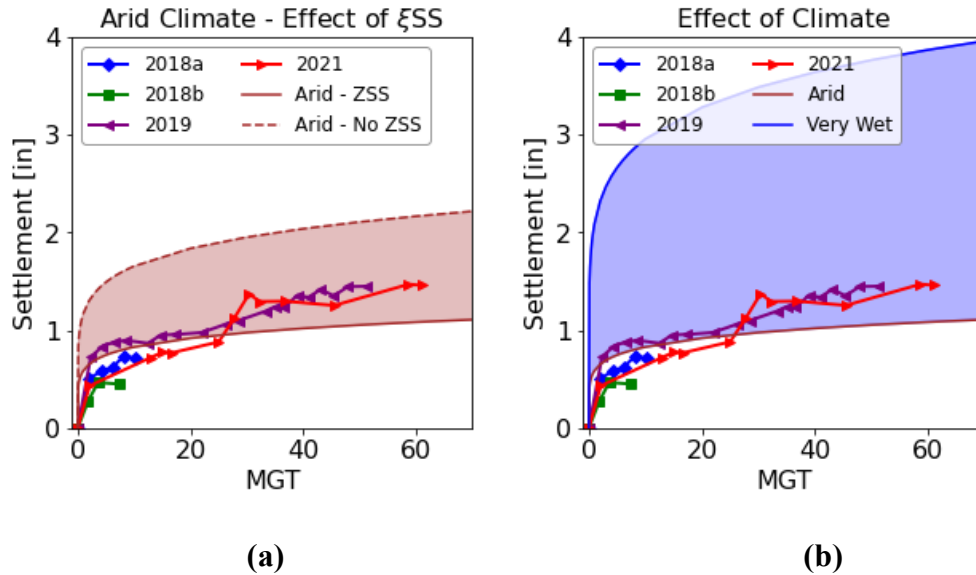 Arid Climate - Effect of ξSS
Settlement [in]
4
3
2
1
0
2018a
2018b
2019
2021
Arid - ZSS
Arid - No ZSS
0 20 40 60
MGT
(a)
Effect of Climate
Settlement [in]
4
3
2
1
0
2018a
2018b
2019
2021
Arid
Very Wet
0 20 40 60
MGT
(b)